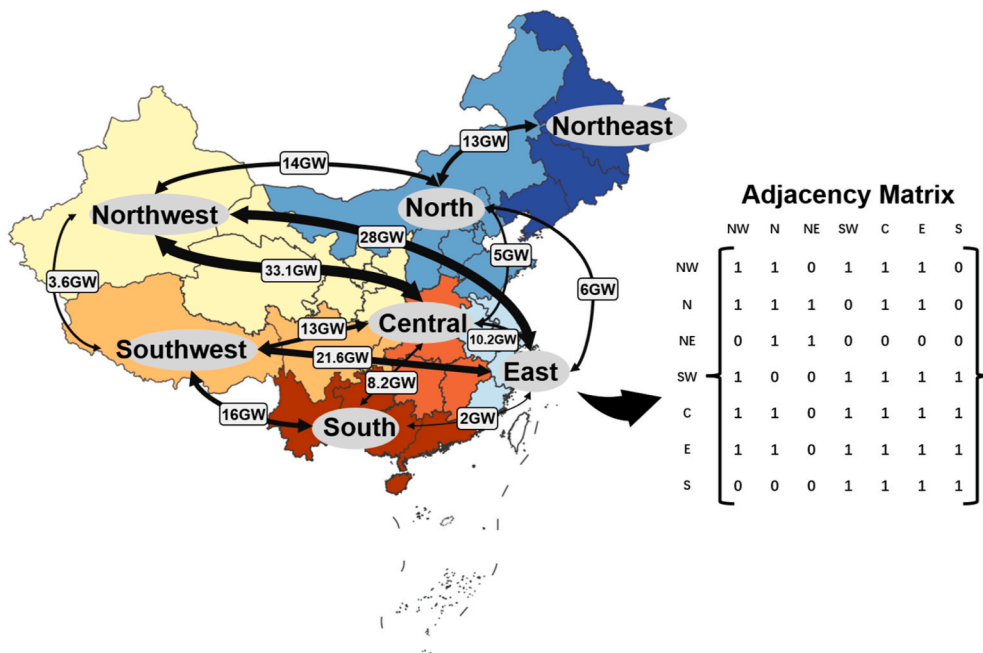 Northeast
13GW
14GW
Northwest
North
28GW
5GW
33.1GW
3.6GW
6GW
Central
13GW
10.2GW
Southwest
21.6GW
East
8.2GW
16GW
South
2GW
Adjacency Matrix
NW N NE SW C E S
NW 1 1 0 1 1 1 0
N 1 1 1 0 1 1 0
NE 0 1 1 0 0 0 0
SW 1 0 0 1 1 1 1
C 1 1 0 1 1 1 1
E 1 1 0 1 1 1 1
S 0 0 0 1 1 1 1